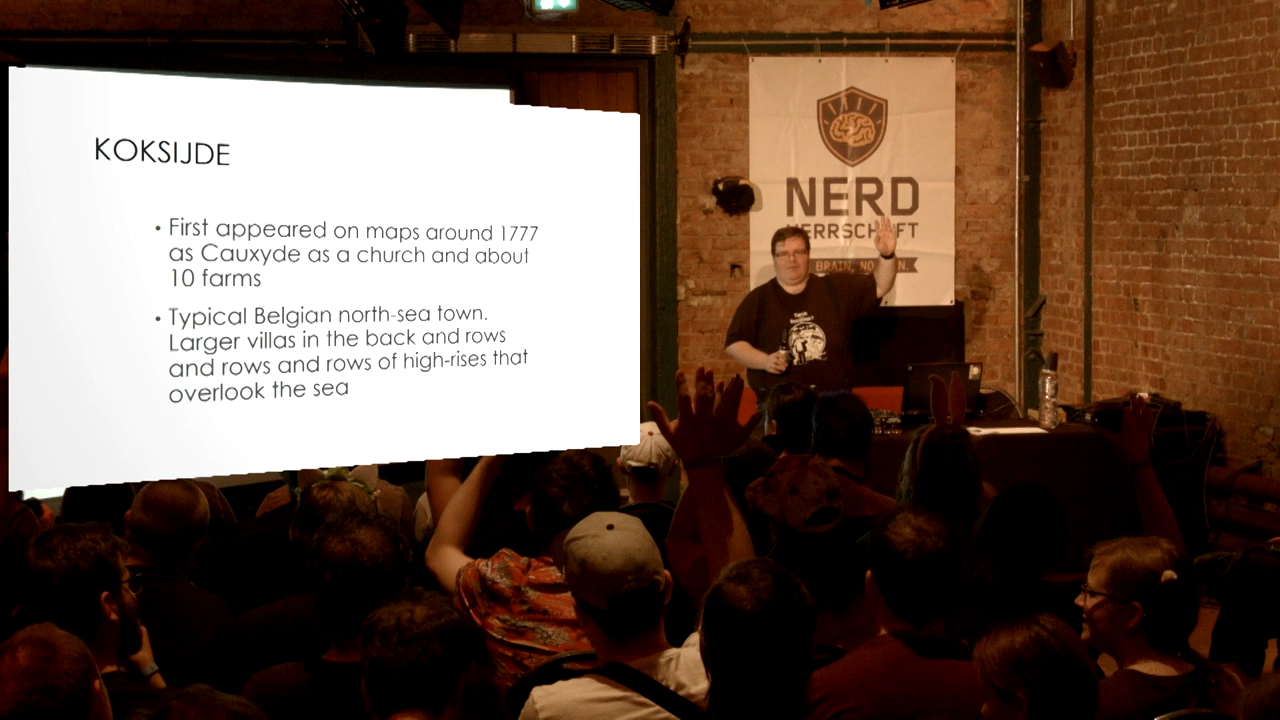 KOKSIJDE
• First appeared on maps around 1777
as Cauxyde as a church and about
10 farms
• Typical Belgian north-sea town.
Larger villas in the back and rows
and rows and rows of high-rises that
overlook the sea
NERD
HERRSCHAFT
BRAIN, NO